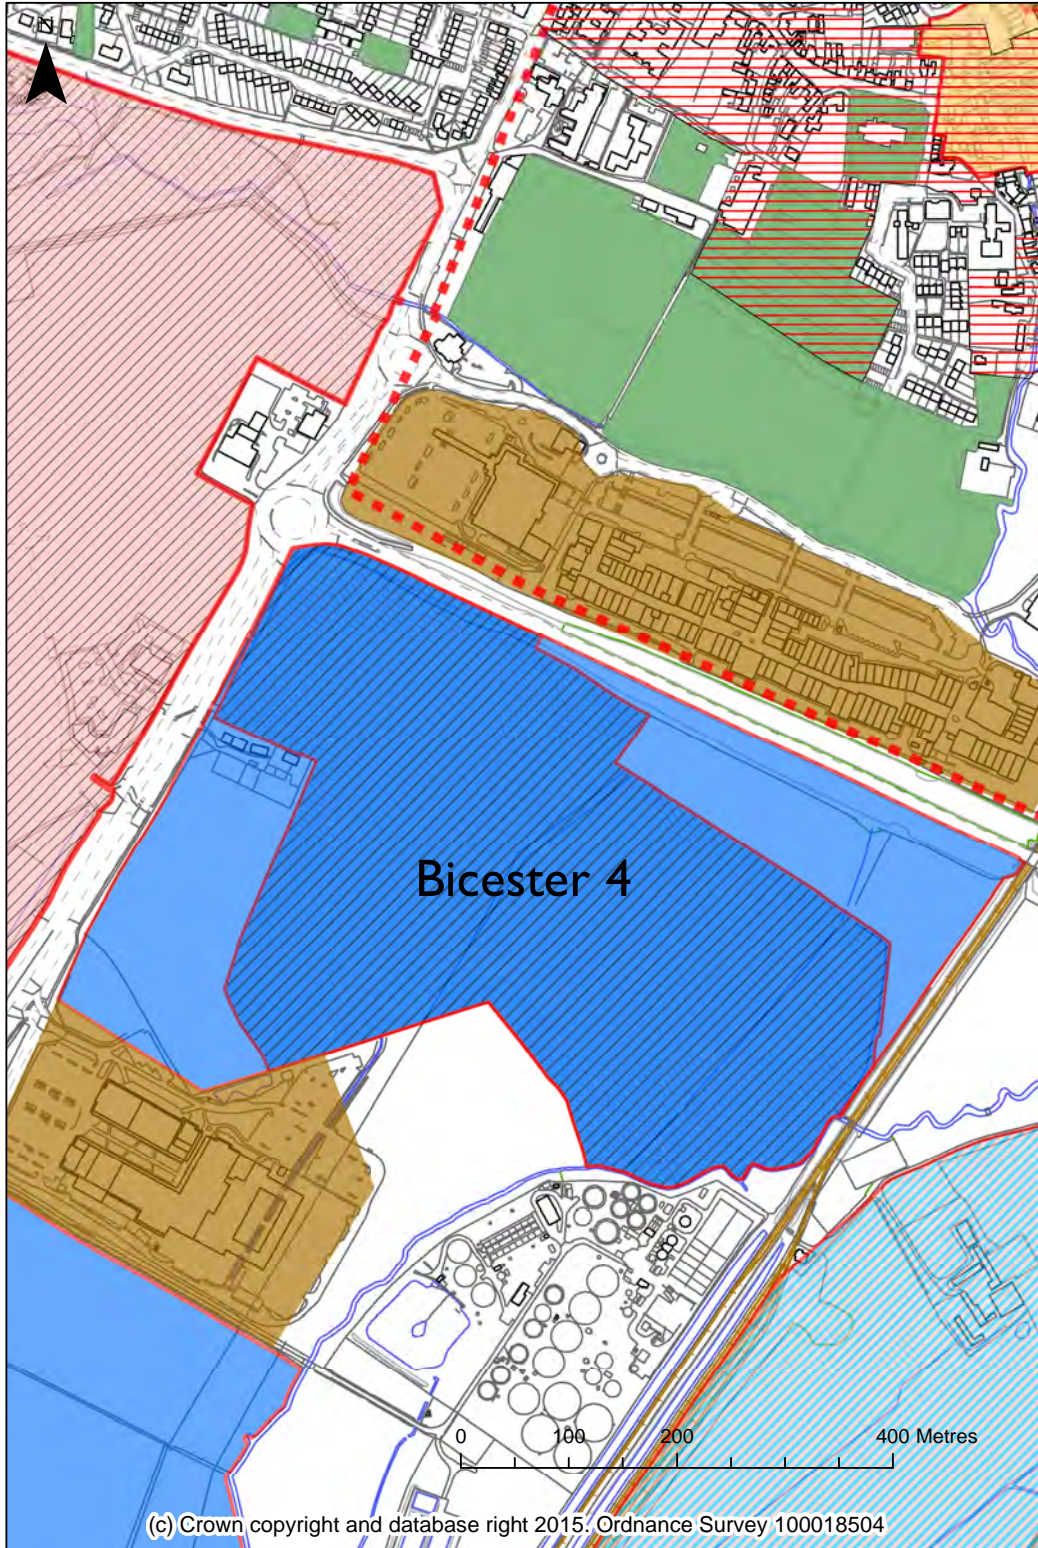 Bicester 4
0 100 200 400 Metres
(c) Crown copyright and database right 2015. Ordnance Survey 100018504